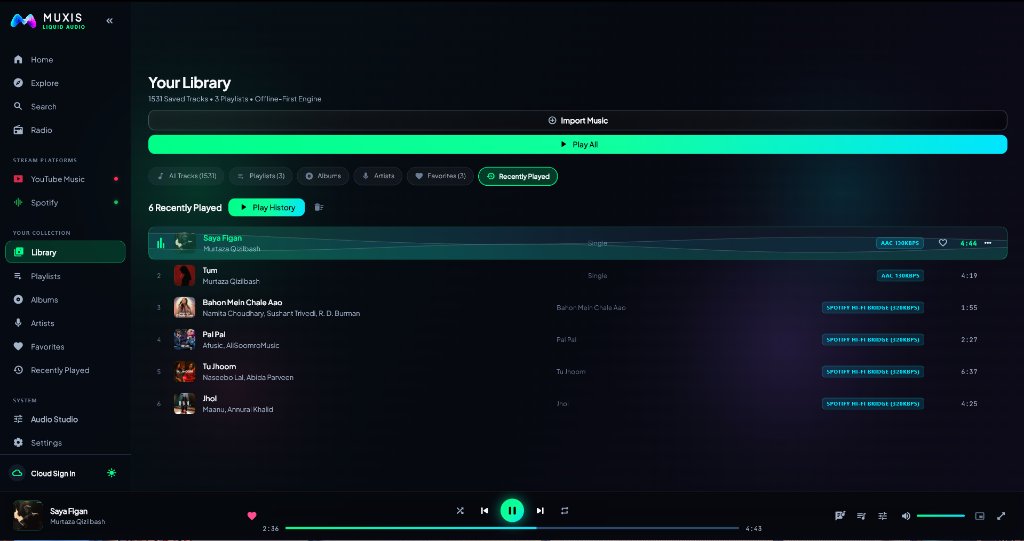 MUXIS
LIQUID AUDIO
Home
Explore
Search
Radio
STREAM PLATFORMS
YouTube Music
Spotify
YOUR COLLECTION
Library
Playlists
Albums
Artists
Favorites
Recently Played
SYSTEM
Audio Studio
Settings
Cloud Sign In
Your Library
1531 Saved Tracks • 3 Playlists • Offline-First Engine
Import Music
Play All
All Tracks (1531) Playlists (3) Albums Artists Favorites (3) Recently Played
6 Recently Played Play History
Saya Figan Single AAC 130KBPS 4:44
Murtaza Qizilbash
2 Tum Single AAC 130KBPS 4:19
Murtaza Qizilbash
3 Bahon Mein Chale Aao Bahon Mein Chale Aao SPOTIFY HI-FI BRIDGE (320KBPS) 1:55
Namita Choudhary, Sushant Trivedi, R. D. Burman
4 Pal Pal Pal Pal SPOTIFY HI-FI BRIDGE (320KBPS) 2:27
Afusic, AliSoomroMusic
5 Tu Jhoom Tu Jhoom SPOTIFY HI-FI BRIDGE (320KBPS) 6:37
Naseebo Lal, Abida Parveen
6 Jhol Jhol SPOTIFY HI-FI BRIDGE (320KBPS) 4:25
Maanu, Annural Khalid
Saya Figan
Murtaza Qizilbash
2:36 4:43